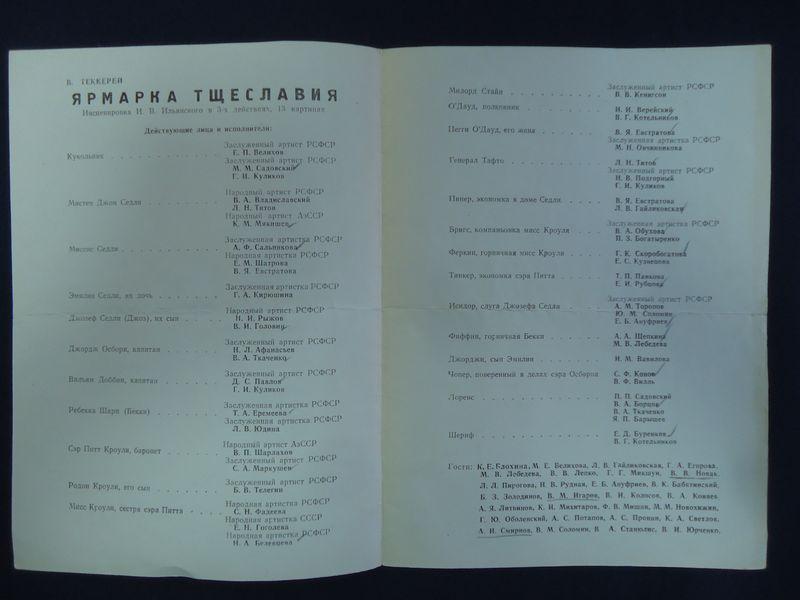 В. ТЕККЕРЕЙ
ЯРМАРКА ТЩЕСЛАВИЯ
Инсценировка И. В. Ильинского в 3-х действиях, 13 картинах
Действующие лица и исполнители:
Заслуженный артист РСФСР
Кукольник . . . . . . . . . . . . Е. П. Велихов
Заслуженный артист РСФСР
М. М. Садовский
Г. И. Куликов
Народный артист РСФСР
Мистер Джон Седли . . . . . . . . В. А. Владиславский
Л. Н. Титов
Народный артист АзССР
К. М. Мякишев
Заслуженная артистка РСФСР
Миссис Седли . . . . . . . . . . А. Ф. Сальникова
Народная артистка РСФСР
Е. М. Шатрова
В. Я. Евстратова
Заслуженная артистка РСФСР
Эмилия Седли, их дочь . . . . . . Г. А. Кирюшина
Народный артист РСФСР
Джозеф Седли (Джоз), их сын . . . Н. И. Рыжов
В. И. Головин
Заслуженный артист РСФСР
Джордж Осборн, капитан . . . . . . Н. Л. Афанасьев
В. А. Ткаченко
Заслуженный артист РСФСР
Вильям Доббин, капитан . . . . . . Д. С. Павлов
Г. И. Куликов
Заслуженная артистка РСФСР
Ребекка Шарп (Бекки) . . . . . . Т. А. Еремеева
Заслуженная артистка РСФСР
Л. В. Юдина
Народный артист АзССР
Сэр Питт Кроули, баронет . . . . . В. П. Шарлахов
Заслуженный артист РСФСР
С. А. Маркушев
Заслуженный артист РСФСР
Родон Кроули, его сын . . . . . . Б. В. Телегин
Заслуженная артистка РСФСР
Мисс Кроули, сестра сэра Питта . . С. Н. Фадеева
Народная артистка СССР
Е. Н. Гоголева
Народная артистка РСФСР
Н. А. Белевцева
Заслуженный артист РСФСР
Милорд Стайн . . . . . . . . . . В. В. Кенигсон
О'Дауд, полковник . . . . . . . . Н. И. Верейский
В. Г. Котельников
Пегги О'Дауд, его жена . . . . . . В. Я. Евстратова
Заслуженная артистка РСФСР
М. Н. Овчинникова
Генерал Тафто . . . . . . . . . . Л. Н. Титов
Заслуженный артист РСФСР
Н. В. Подгорный
Г. И. Куликов
Пипер, экономка в доме Седли . . . В. Я. Евстратова
Л. В. Гайликовская
Заслуженная артистка РСФСР
Бригс, компаньонка мисс Кроули . . В. А. Обухова
П. З. Богатыренко
Феркин, горничная мисс Кроули . . Г. К. Скоробогатова
Е. С. Кузнецова
Тинкер, экономка сэра Питта . . . . Т. П. Панкова
Е. И. Рубцова
Заслуженный артист РСФСР
Исидор, слуга Джозефа Седли . . . . А. М. Торопов
Ю. М. Соломин
Е. Б. Ануфриев
Фиффин, горничная Бекки . . . . . А. А. Щепкина
М. В. Лебедева
Джорджи, сын Эмилии . . . . . . . И. М. Вавилова
Чопер, поверенный в делах сэра Осборна С. Ф. Конов
В. Ф. Вилль
Лоренс . . . . . . . . . . . . . П. П. Садовский
В. А. Борцов
В. А. Ткаченко
Я. П. Барышев
Шериф . . . . . . . . . . . . . Е. Д. Буренков
В. Г. Котельников
Гости: К. Е. Блохина, М. Е. Велихова, Л. В. Гайликовская, Г. А. Егорова,
М. В. Лебедева, В. В. Лепко, Г. Г. Микшун, В. В. Новак,
Л. Л. Пирогова, Н. В. Рудная, Е. Б. Ануфриев, В. К. Бабятинский,
Б. З. Золодинов, В. М. Игаров, В. И. Колосов, В. А. Коняев,
А. Я. Литвинов, К. И. Михитаров, Ф. В. Мишин, М. М. Новохижин,
Г. Ю. Оболенский, А. С. Потапов, А. С. Пронин, К. А. Светлов,
А. И. Смирнов, В. М. Соломин, В. А. Станюлис, В. И. Юрченко.